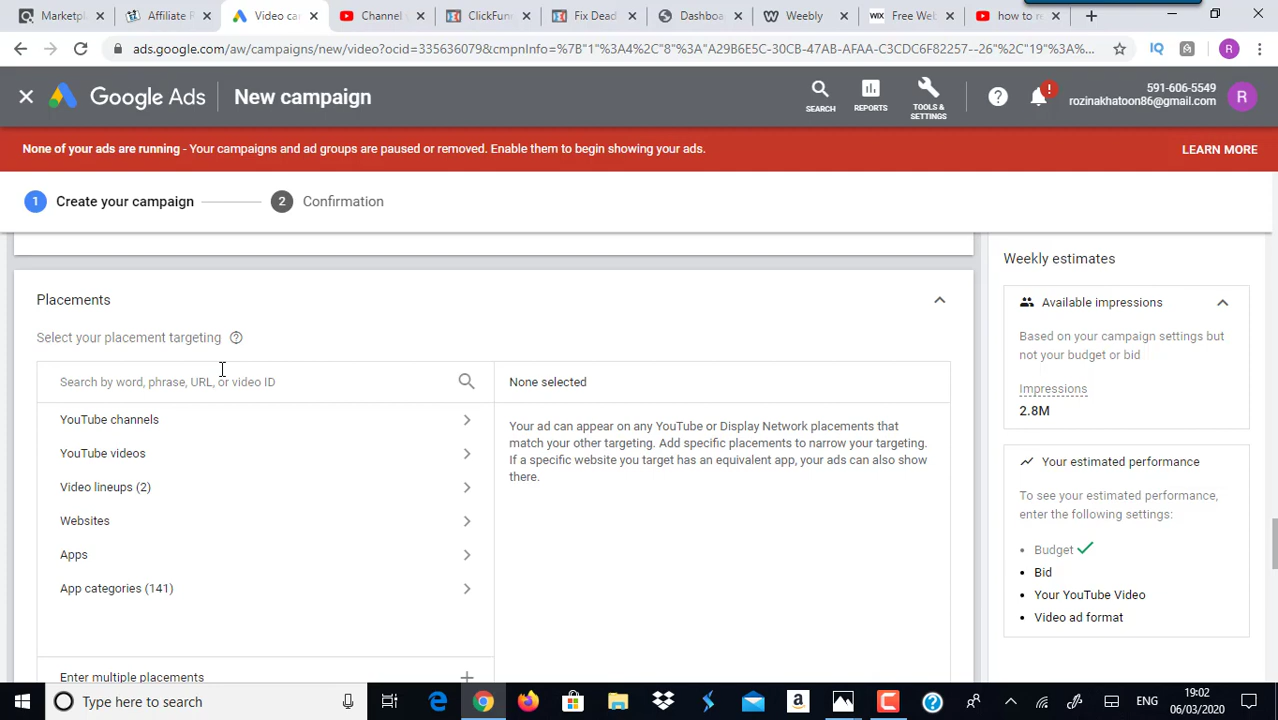 Marketp
Affiliate F
Video ca
Channel
ClickFun
Fix Dead
Dashboa
Weekly
Free We
how to re
ads.google.com/aw/campaigns/new/video?ocid=335636079&cmpnInfo=%7B"1"%3A4%2C"8"%3A"A29B6E5C-30CB-47AB-AFAA-C3CDC6F82257--26"%2C"19"%3A%...
IQ
R
Google Ads
New campaign
SEARCH
REPORTS
TOOLS &
SETTINGS
591-606-5549
rozinakhatoon86@gmail.com
R
None of your ads are running - Your campaigns and ad groups are paused or removed. Enable them to begin showing your ads.
LEARN MORE
1 Create your campaign
2 Confirmation
Placements
Select your placement targeting
Search by word, phrase, URL, or video ID
None selected
YouTube channels
YouTube videos
Video lineups (2)
Websites
Apps
App categories (141)
Enter multiple placements
Your ad can appear on any YouTube or Display Network placements that
match your other targeting. Add specific placements to narrow your targeting.
If a specific website you target has an equivalent app, your ads can also show
there.
Weekly estimates
Available impressions
Based on your campaign settings but
not your budget or bid
Impressions
2.8M
Your estimated performance
To see your estimated performance,
enter the following settings:
• Budget
• Bid
• Your YouTube Video
• Video ad format
Type here to search
ENG
19:02
06/03/2020